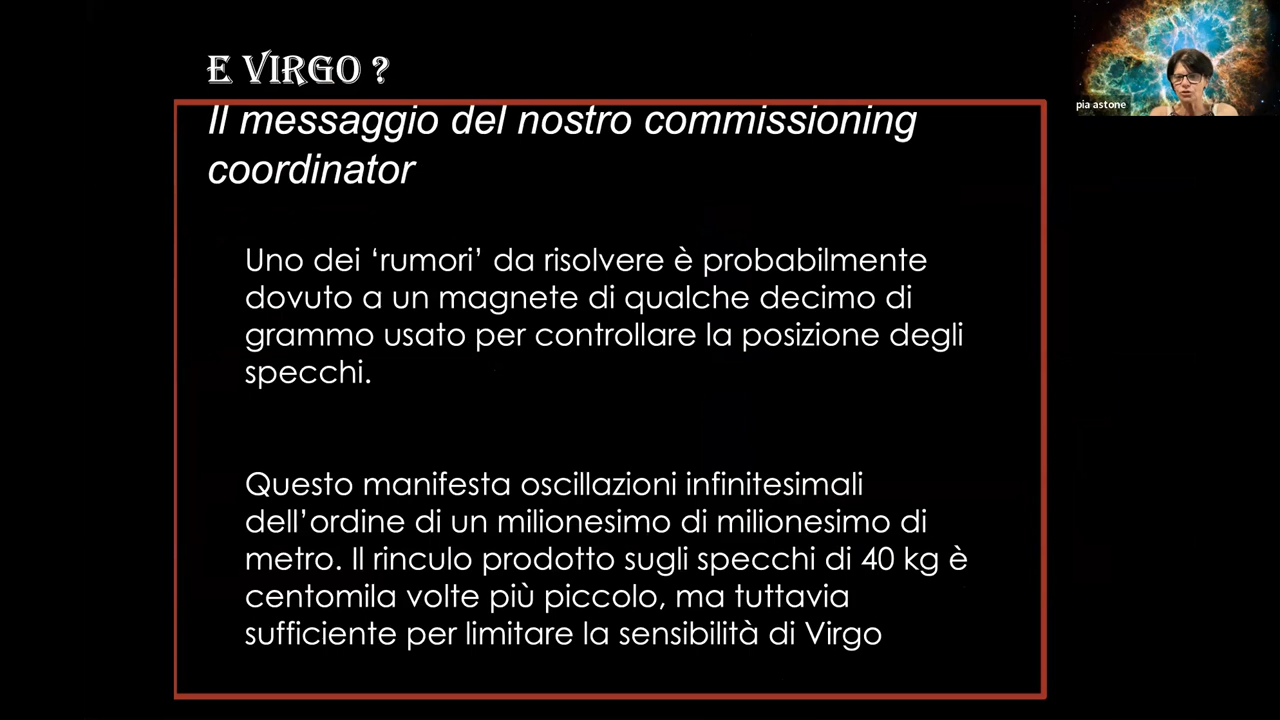 E VIRGO ?
Il messaggio del nostro commissioning
coordinator
Uno dei ‘rumori’ da risolvere è probabilmente
dovuto a un magnete di qualche decimo di
grammo usato per controllare la posizione degli
specchi.
Questo manifesta oscillazioni infinitesimali
dell’ordine di un milionesimo di milionesimo di
metro. Il rinculo prodotto sugli specchi di 40 kg è
centomila volte più piccolo, ma tuttavia
sufficiente per limitare la sensibilità di Virgo
pia astone